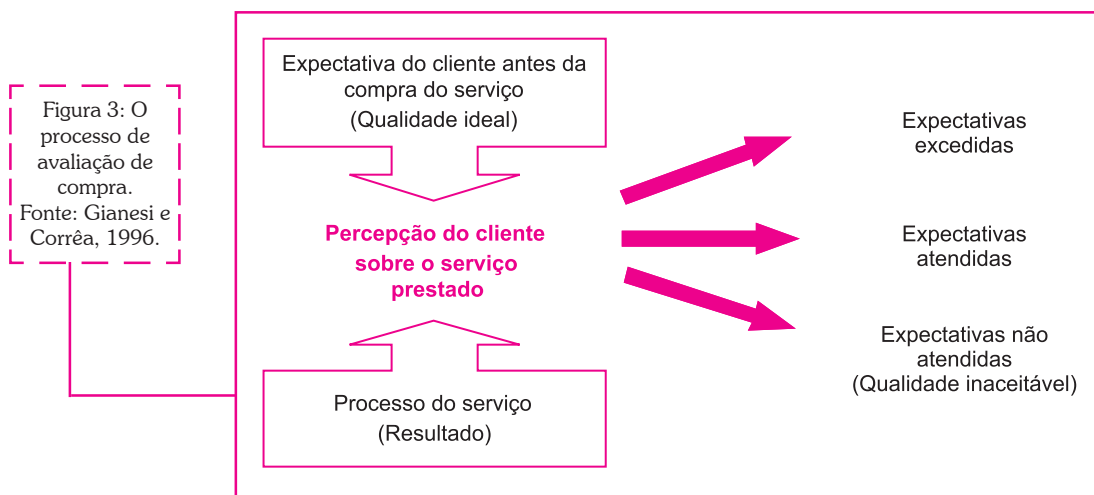 Figura 3: O
processo de
avaliação de
compra.
Fonte: Gianesi e
Corrêa, 1996.
Expectativa do cliente antes da
compra do serviço
(Qualidade ideal)
Percepção do cliente
sobre o serviço
prestado
Processo do serviço
(Resultado)
Expectativas
excedidas
Expectativas
atendidas
Expectativas não
atendidas
(Qualidade inaceitável)